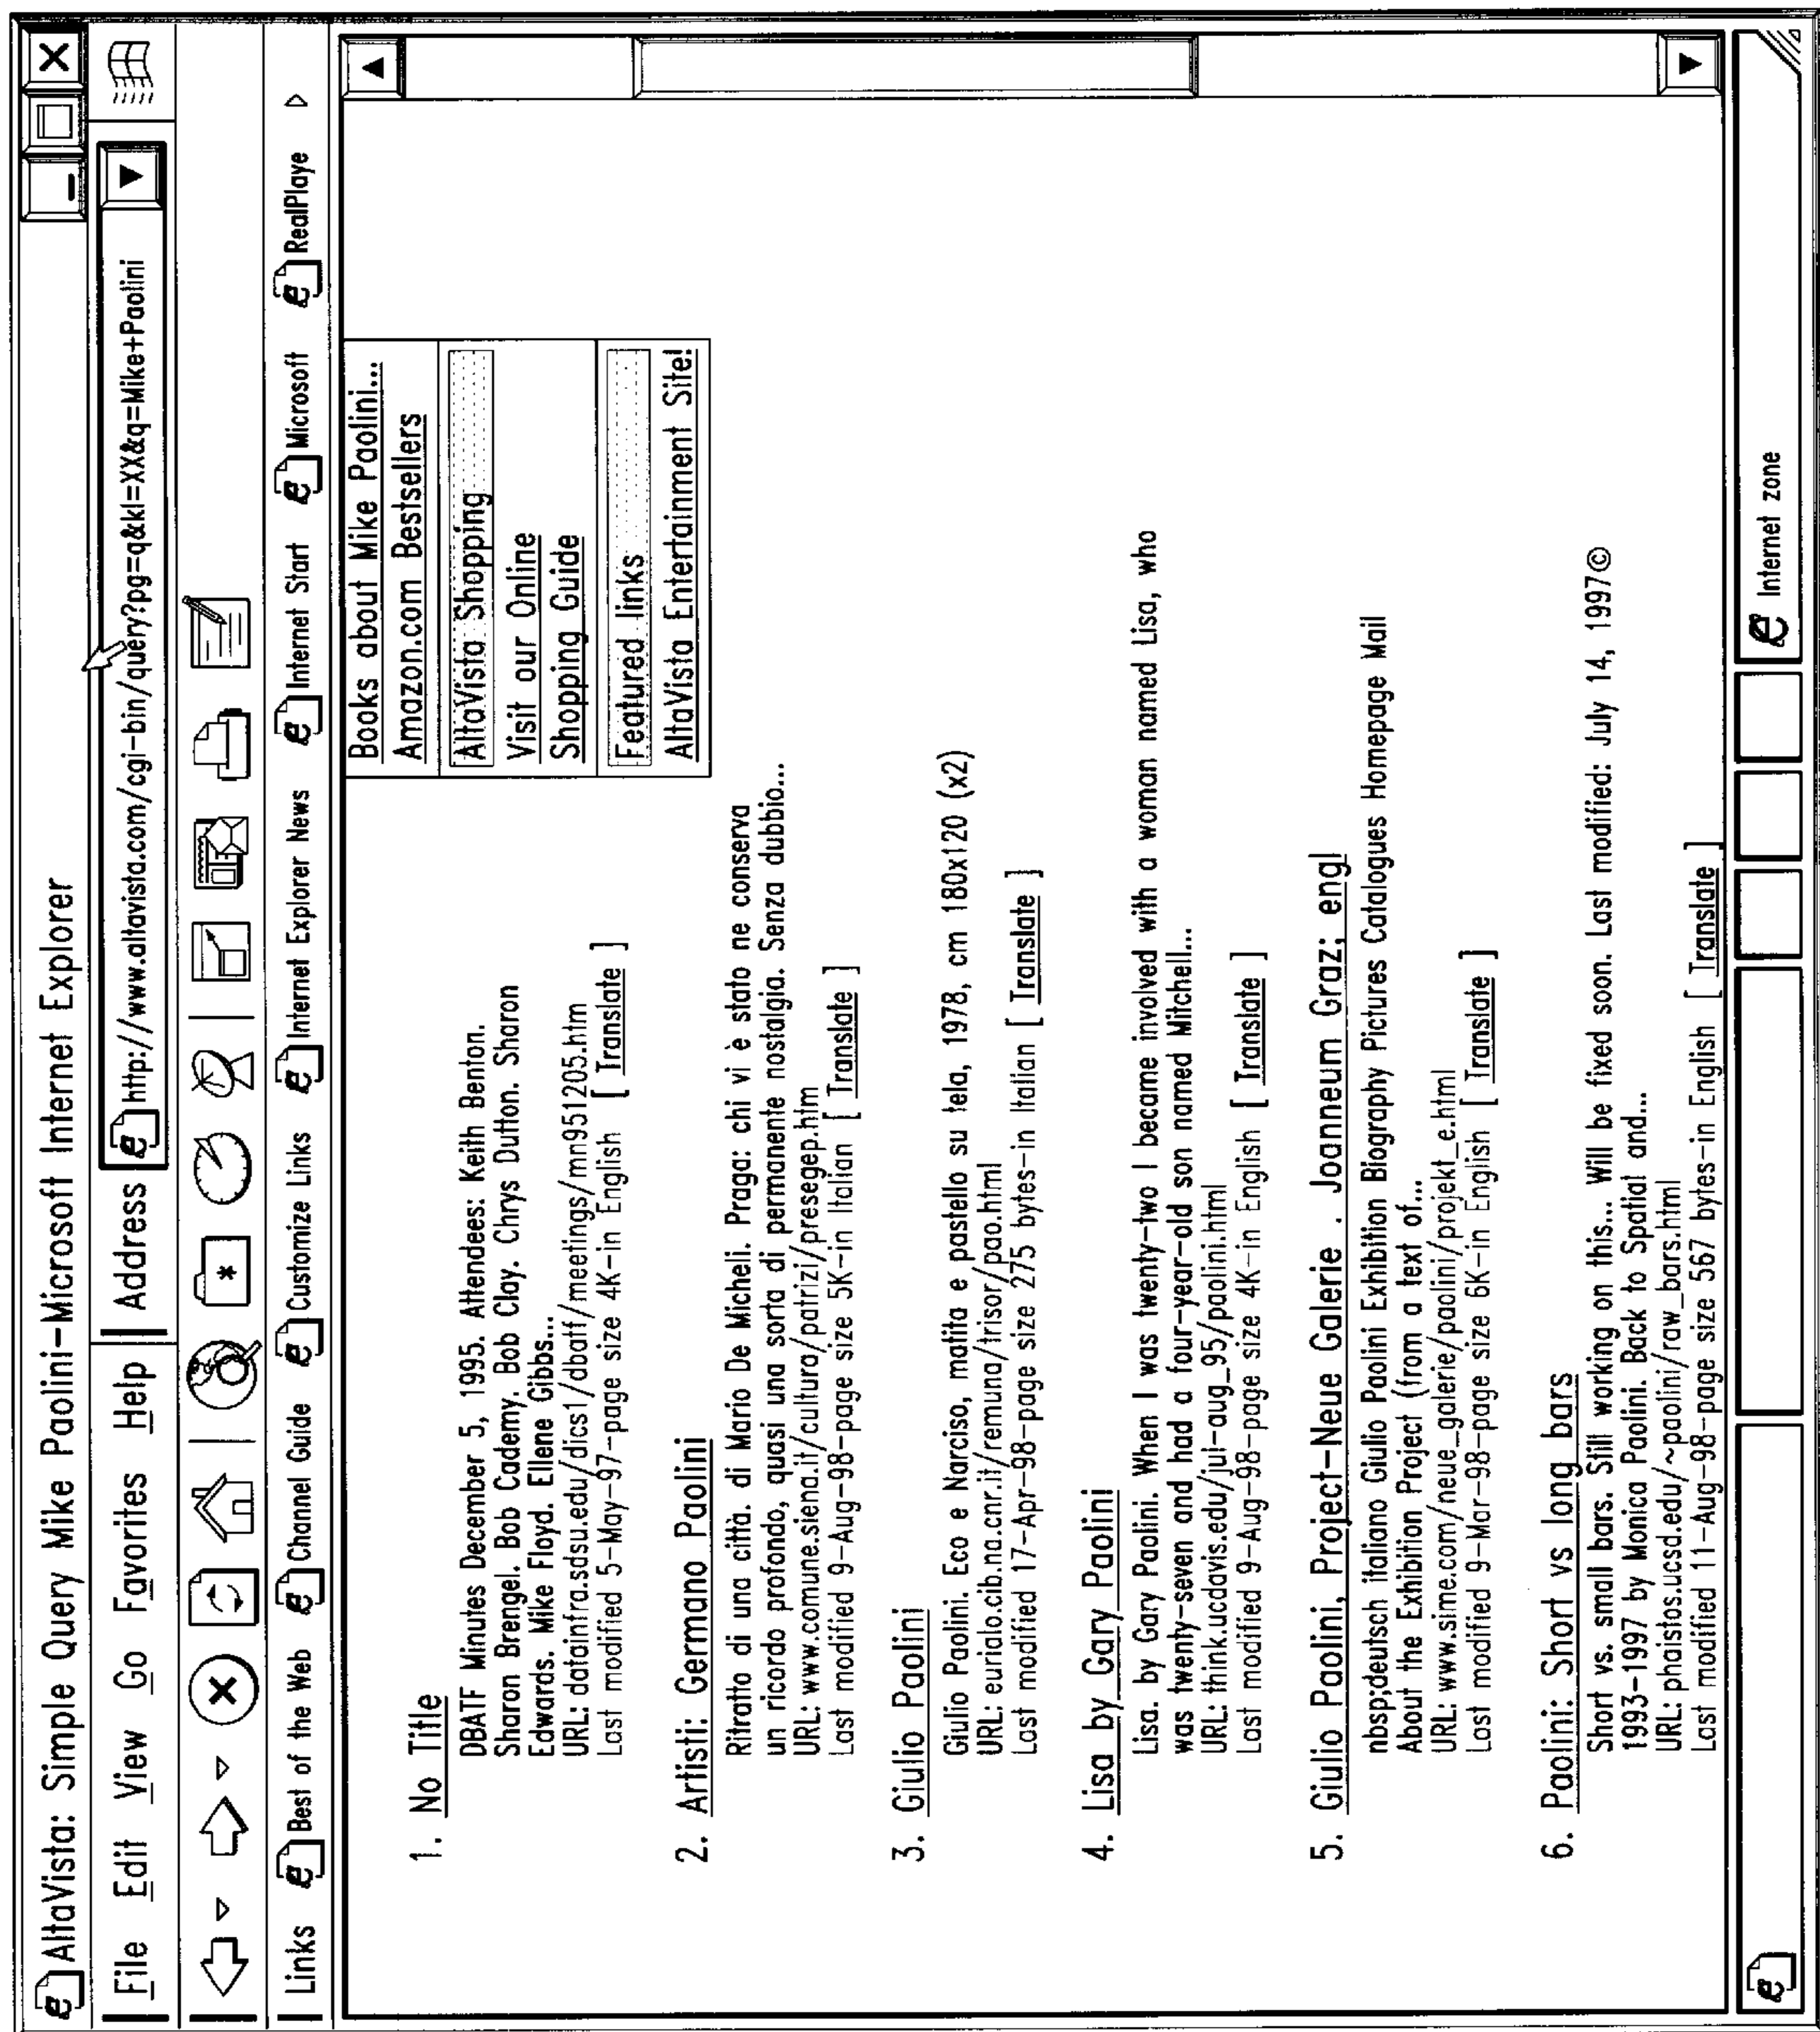 AltaVista: Simple Query Mike Paolini-Microsoft Internet Explorer
File Edit View Go Favorites Help Address http://www.altavista.com/cgi-bin/query?pg=q&kl=XX&q=Mike+Paolini
Links Best of the Web Channel Guide Customize Links Internet Explorer News Internet Start Microsoft RealPlaye
Books about Mike Paolini...
Amazon.com Bestsellers
AltaVista Shopping
Visit our Online
Shopping Guide
Featured links
AltaVista Entertainment Site!
1. No Title
DBATF Minutes December 5, 1995. Attendees: Keith Benton.
Sharon Brengel. Bob Cademy. Bob Clay. Chrys Dutton. Sharon
Edwards. Mike Floyd. Ellene Gibbs...
URL: datainfra.sdsu.edu/dics1/dbatf/meetings/mn951205.htm
Last modified 5-May-97-page size 4K-in English [ Translate ]
2. Artisti: Germano Paolini
Ritratto di una città. di Mario De Micheli. Praga: chi vi è stato ne conserva
un ricordo profondo, quasi una sorta di permanente nostalgia. Senza dubbio...
URL: www.comune.siena.it/cultura/patrizi/presegep.htm
Last modified 9-Aug-98-page size 5K-in Italian [ Translate ]
3. Giulio Paolini
Giulio Paolini. Eco e Narciso, matita e pastello su tela, 1978, cm 180x120 (x2)
URL: eurialo.cib.na.cnr.it/remuna/trisor/pao.html
Last modified 17-Apr-98-page size 275 bytes-in Italian [ Translate ]
4. Lisa by Gary Paolini
Lisa. by Gary Paolini. When I was twenty-two I became involved with a woman named Lisa, who
was twenty-seven and had a four-year-old son named Mitchell...
URL: think.ucdavis.edu/jul-aug_95/paolini.html
Last modified 9-Aug-98-page size 4K-in English [ Translate ]
5. Giulio Paolini, Project-Neue Galerie . Joanneum Graz; engl
nbsp;deutsch italiano Giulio Paolini Exhibition Biography Pictures Catalogues Homepage Mail
About the Exhibition Project (from a text of...
URL: www.sime.com/neue_galerie/paolini/projekt_e.html
Last modified 9-Mar-98-page size 6K-in English [ Translate ]
6. Paolini: Short vs long bars
Short vs. small bars. Still working on this... Will be fixed soon. Last modified: July 14, 1997©
1993-1997 by Monica Paolini. Back to Spatial and...
URL: phaistos.ucsd.edu/~paolini/raw_bars.html
Last modified 11-Aug-98-page size 567 bytes-in English [ Translate ]
Internet zone